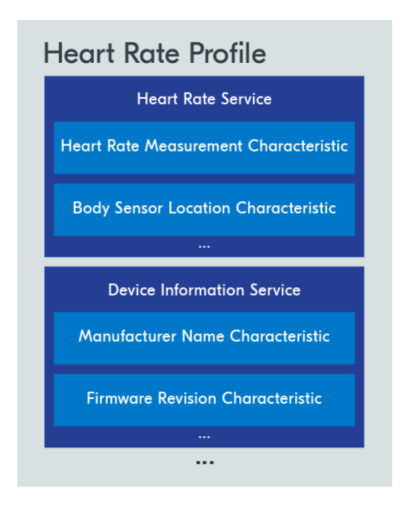 Heart Rate Profile
Heart Rate Service
Heart Rate Measurement Characteristic
Body Sensor Location Characteristic
...
Device Information Service
Manufacturer Name Characteristic
Firmware Revision Characteristic
...
...